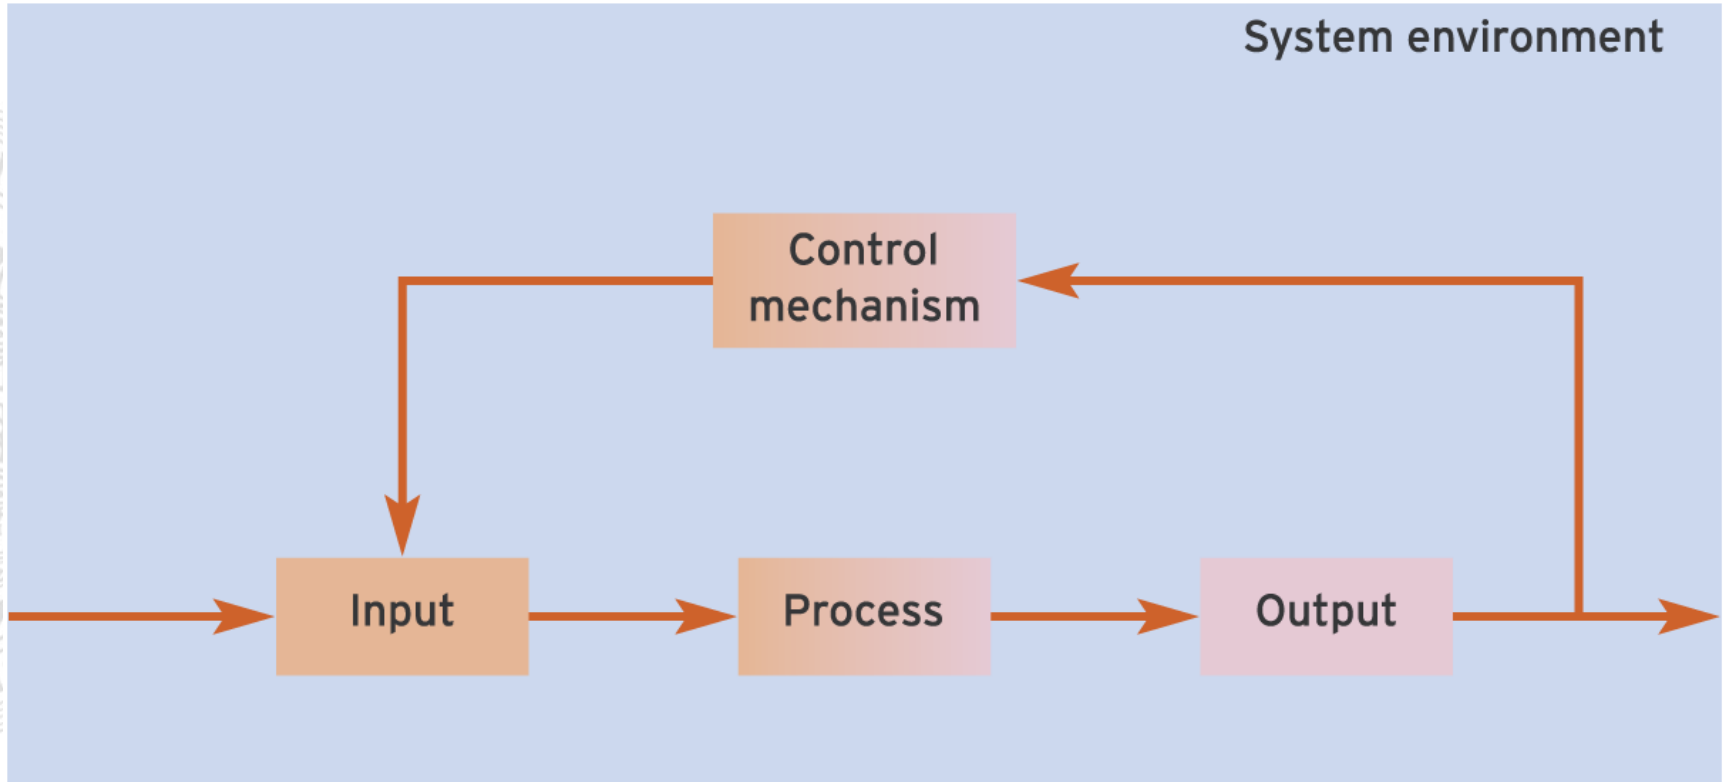 System environment
Control
mechanism
Input
Process
Output